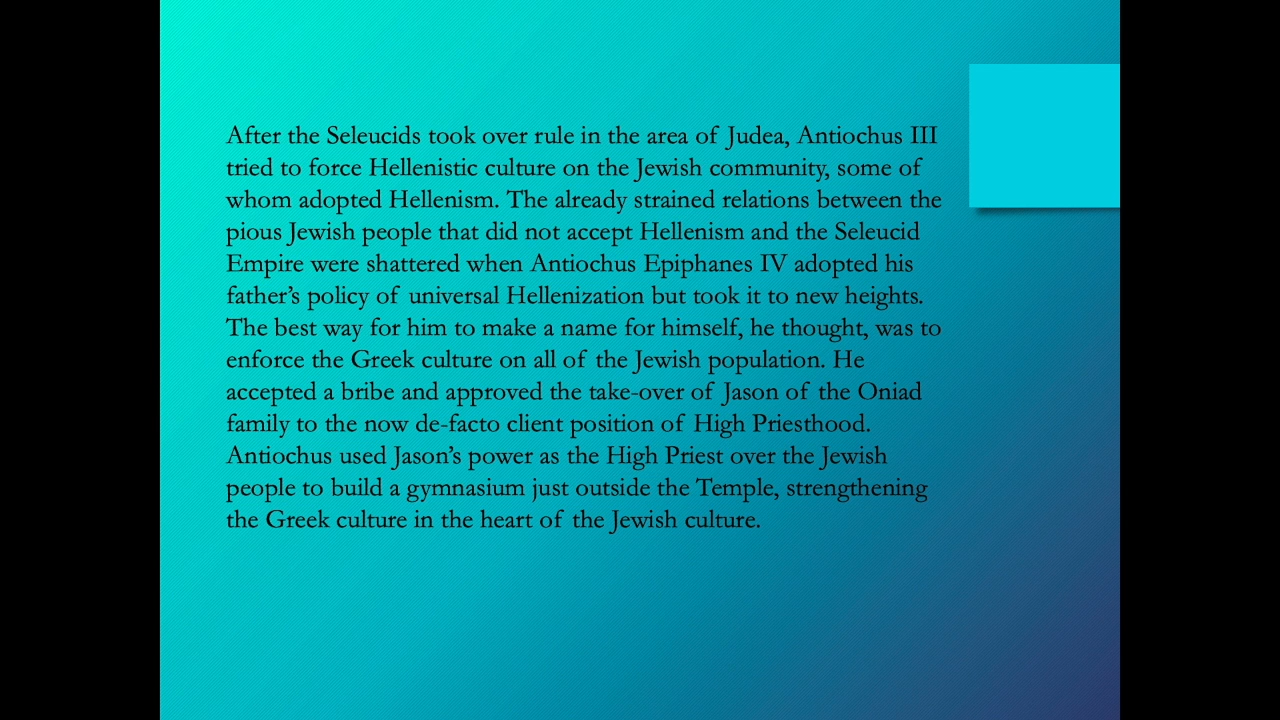 After the Seleucids took over rule in the area of Judea, Antiochus III
tried to force Hellenistic culture on the Jewish community, some of
whom adopted Hellenism. The already strained relations between the
pious Jewish people that did not accept Hellenism and the Seleucid
Empire were shattered when Antiochus Epiphanes IV adopted his
father’s policy of universal Hellenization but took it to new heights.
The best way for him to make a name for himself, he thought, was to
enforce the Greek culture on all of the Jewish population. He
accepted a bribe and approved the take-over of Jason of the Oniad
family to the now de-facto client position of High Priesthood.
Antiochus used Jason’s power as the High Priest over the Jewish
people to build a gymnasium just outside the Temple, strengthening
the Greek culture in the heart of the Jewish culture.